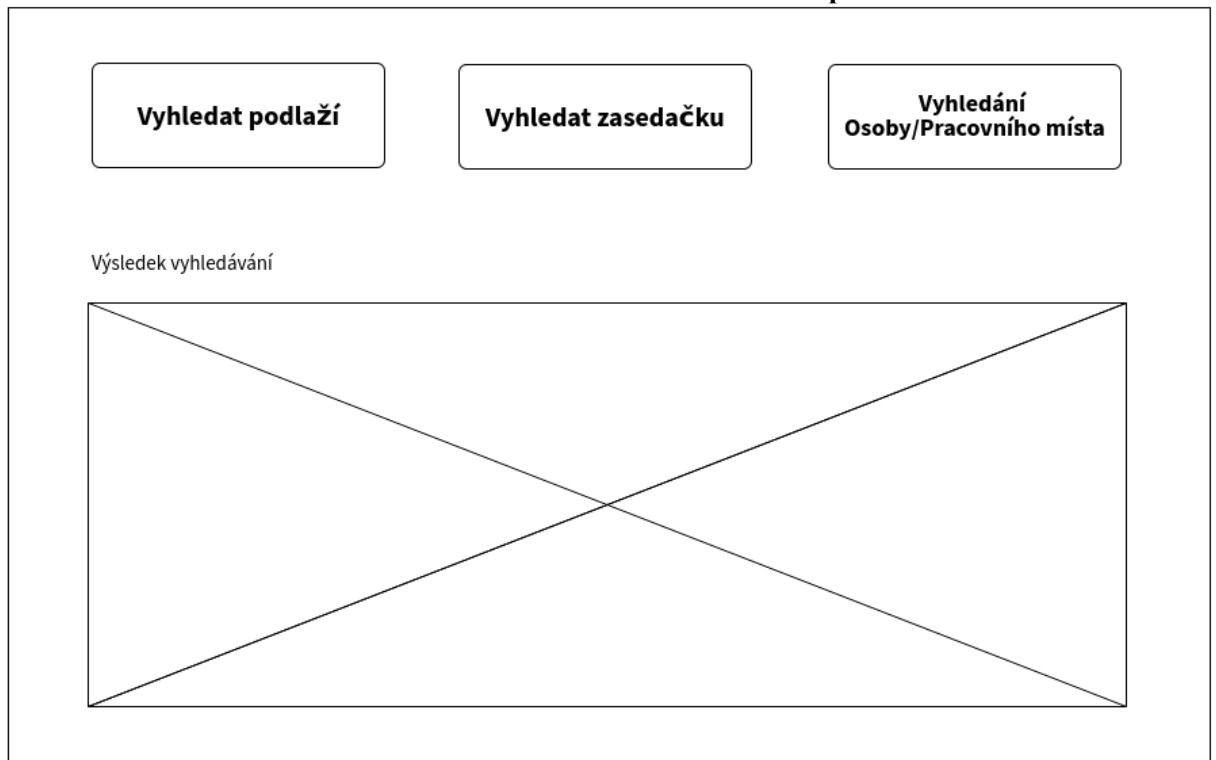 Vyhledat podlaží
Vyhledat zasedačku
Vyhledání
Osoby/Pracovního místa
Výsledek vyhledávání